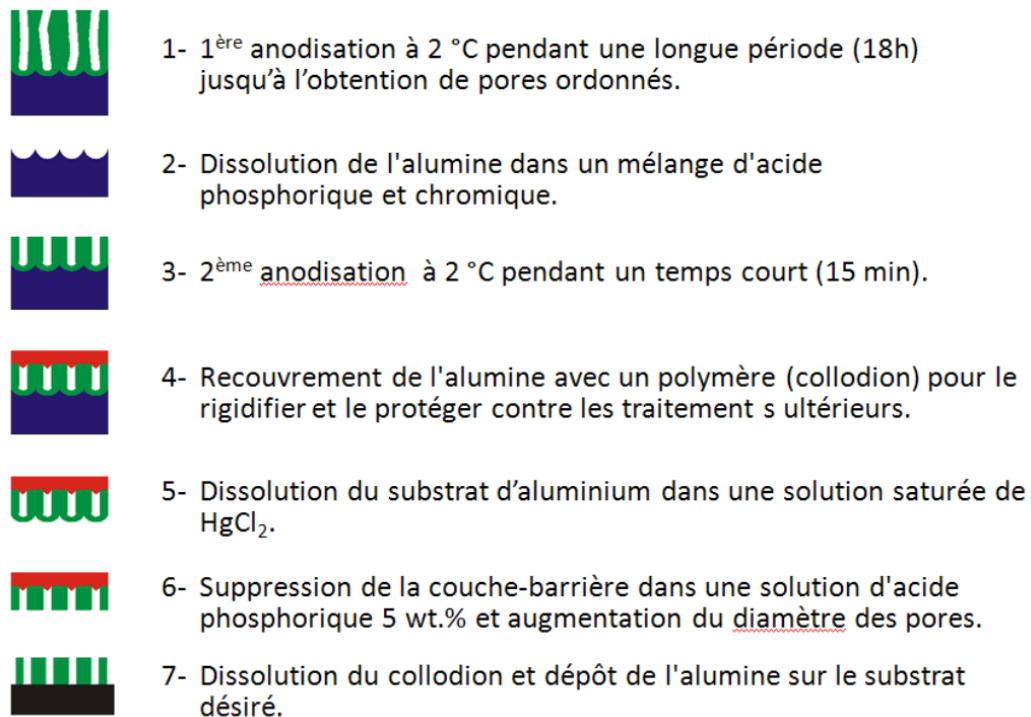 1- 1ère anodisation à 2 °C pendant une longue période (18h)
jusqu'à l'obtention de pores ordonnés.
2- Dissolution de l'alumine dans un mélange d'acide
phosphorique et chromique.
3- 2ème anodisation à 2 °C pendant un temps court (15 min).
4- Recouvrement de l'alumine avec un polymère (collodion) pour le
rigidifier et le protéger contre les traitement s ultérieurs.
5- Dissolution du substrat d'aluminium dans une solution saturée de
HgCl2.
6- Suppression de la couche-barrière dans une solution d'acide
phosphorique 5 wt.% et augmentation du diamètre des pores.
7- Dissolution du collodion et dépôt de l'alumine sur le substrat
désiré.